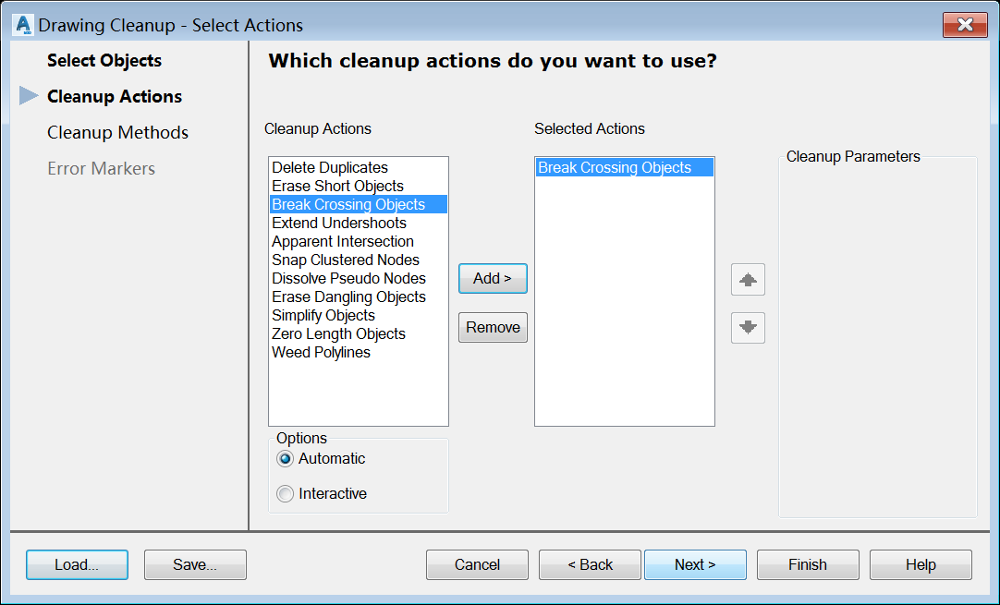 Drawing Cleanup - Select Actions
Select Objects
Cleanup Actions
Cleanup Methods
Error Markers
Which cleanup actions do you want to use?
Cleanup Actions
Delete Duplicates
Erase Short Objects
Break Crossing Objects
Extend Undershoots
Apparent Intersection
Snap Clustered Nodes
Dissolve Pseudo Nodes
Erase Dangling Objects
Simplify Objects
Zero Length Objects
Weed Polylines
Options
Automatic
Interactive
Add >
Remove
Selected Actions
Break Crossing Objects
Cleanup Parameters
Load...
Save...
Cancel
< Back
Next >
Finish
Help